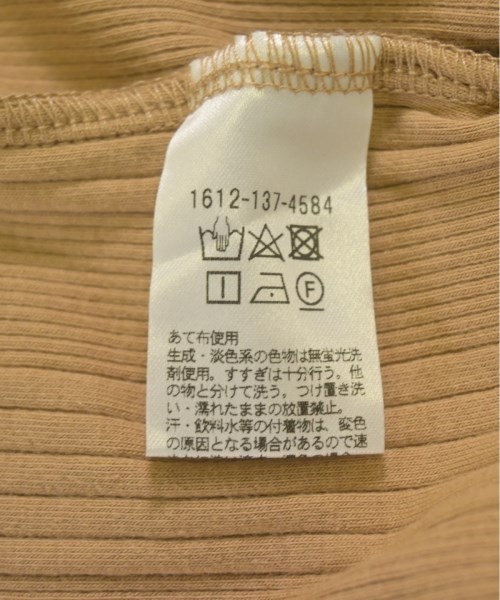 1612-137-4584
F
あて布使用
生成・淡色系の色物は無蛍光洗
剤使用。すすぎは十分行う。他
の物と分けて洗う。つけ置き洗
い・濡れたままの放置禁止。
汗・飲料水等の付着物は、変色
の原因となる場合があるので速